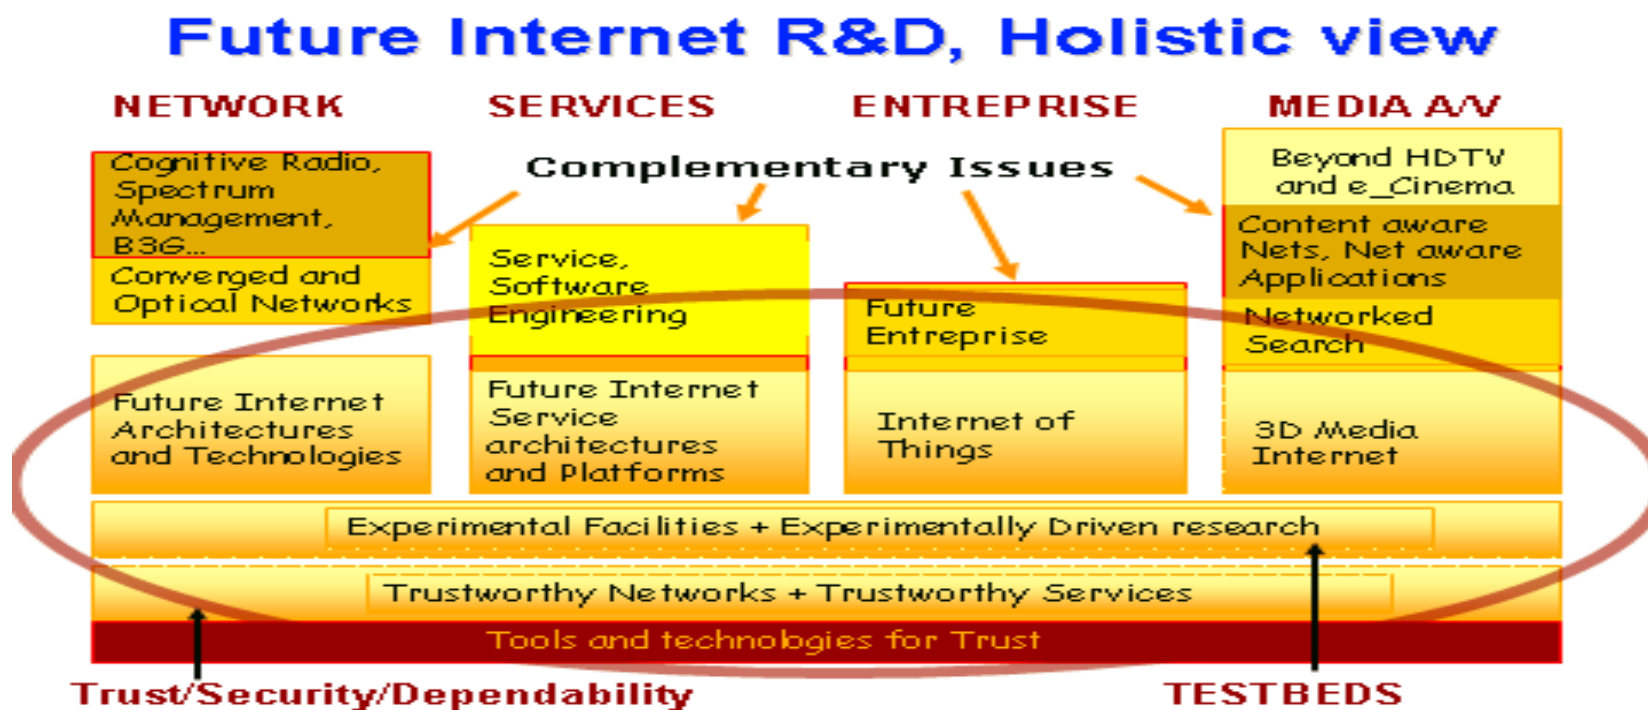 Future Internet R&D, Holistic view
NETWORK
SERVICES
ENTREPRISE
MEDIA A/V
Complementary Issues
Cognitive Radio,
Spectrum
Management,
B3G...
Converged and
Optical Networks
Future Internet
Architectures
and Technologies
Service,
Software
Engineering
Future Internet
Service
architectures
and Platforms
Future
Entreprise
Internet of
Things
Beyond HDTV
and e_Cinema
Content aware
Nets, Net aware
Applications
Networked
Search
3D Media
Internet
Experimental Facilities + Experimentally Driven research
Trustworthy Networks + Trustworthy Services
Tools and technologies for Trust
Trust/Security/Dependability
TESTBEDS